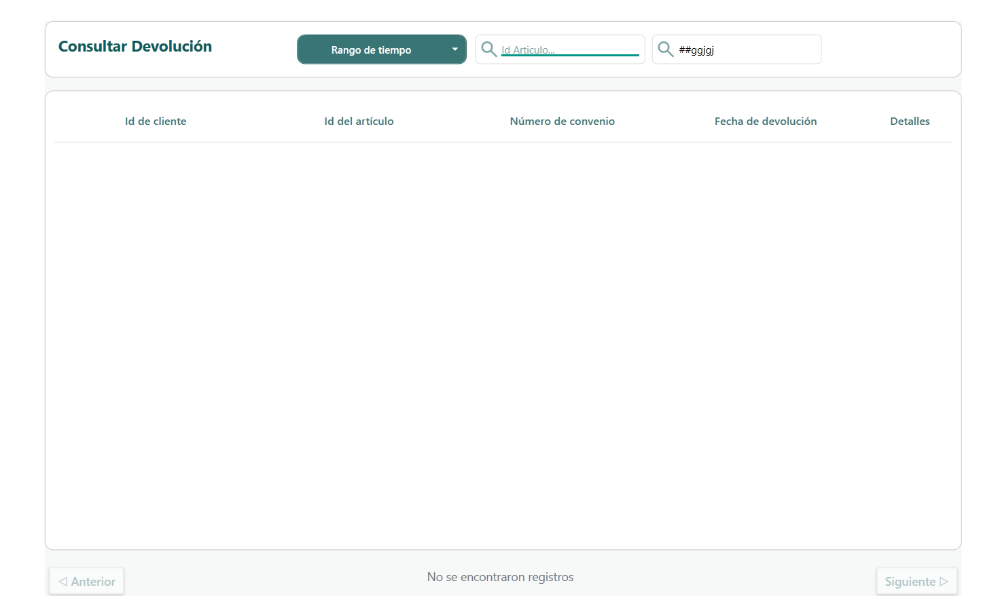 Consultar Devolución
Rango de tiempo
Id Articulo...
##ggjgj
Id de cliente
Id del artículo
Número de convenio
Fecha de devolución
Detalles
Anterior
No se encontraron registros
Siguiente